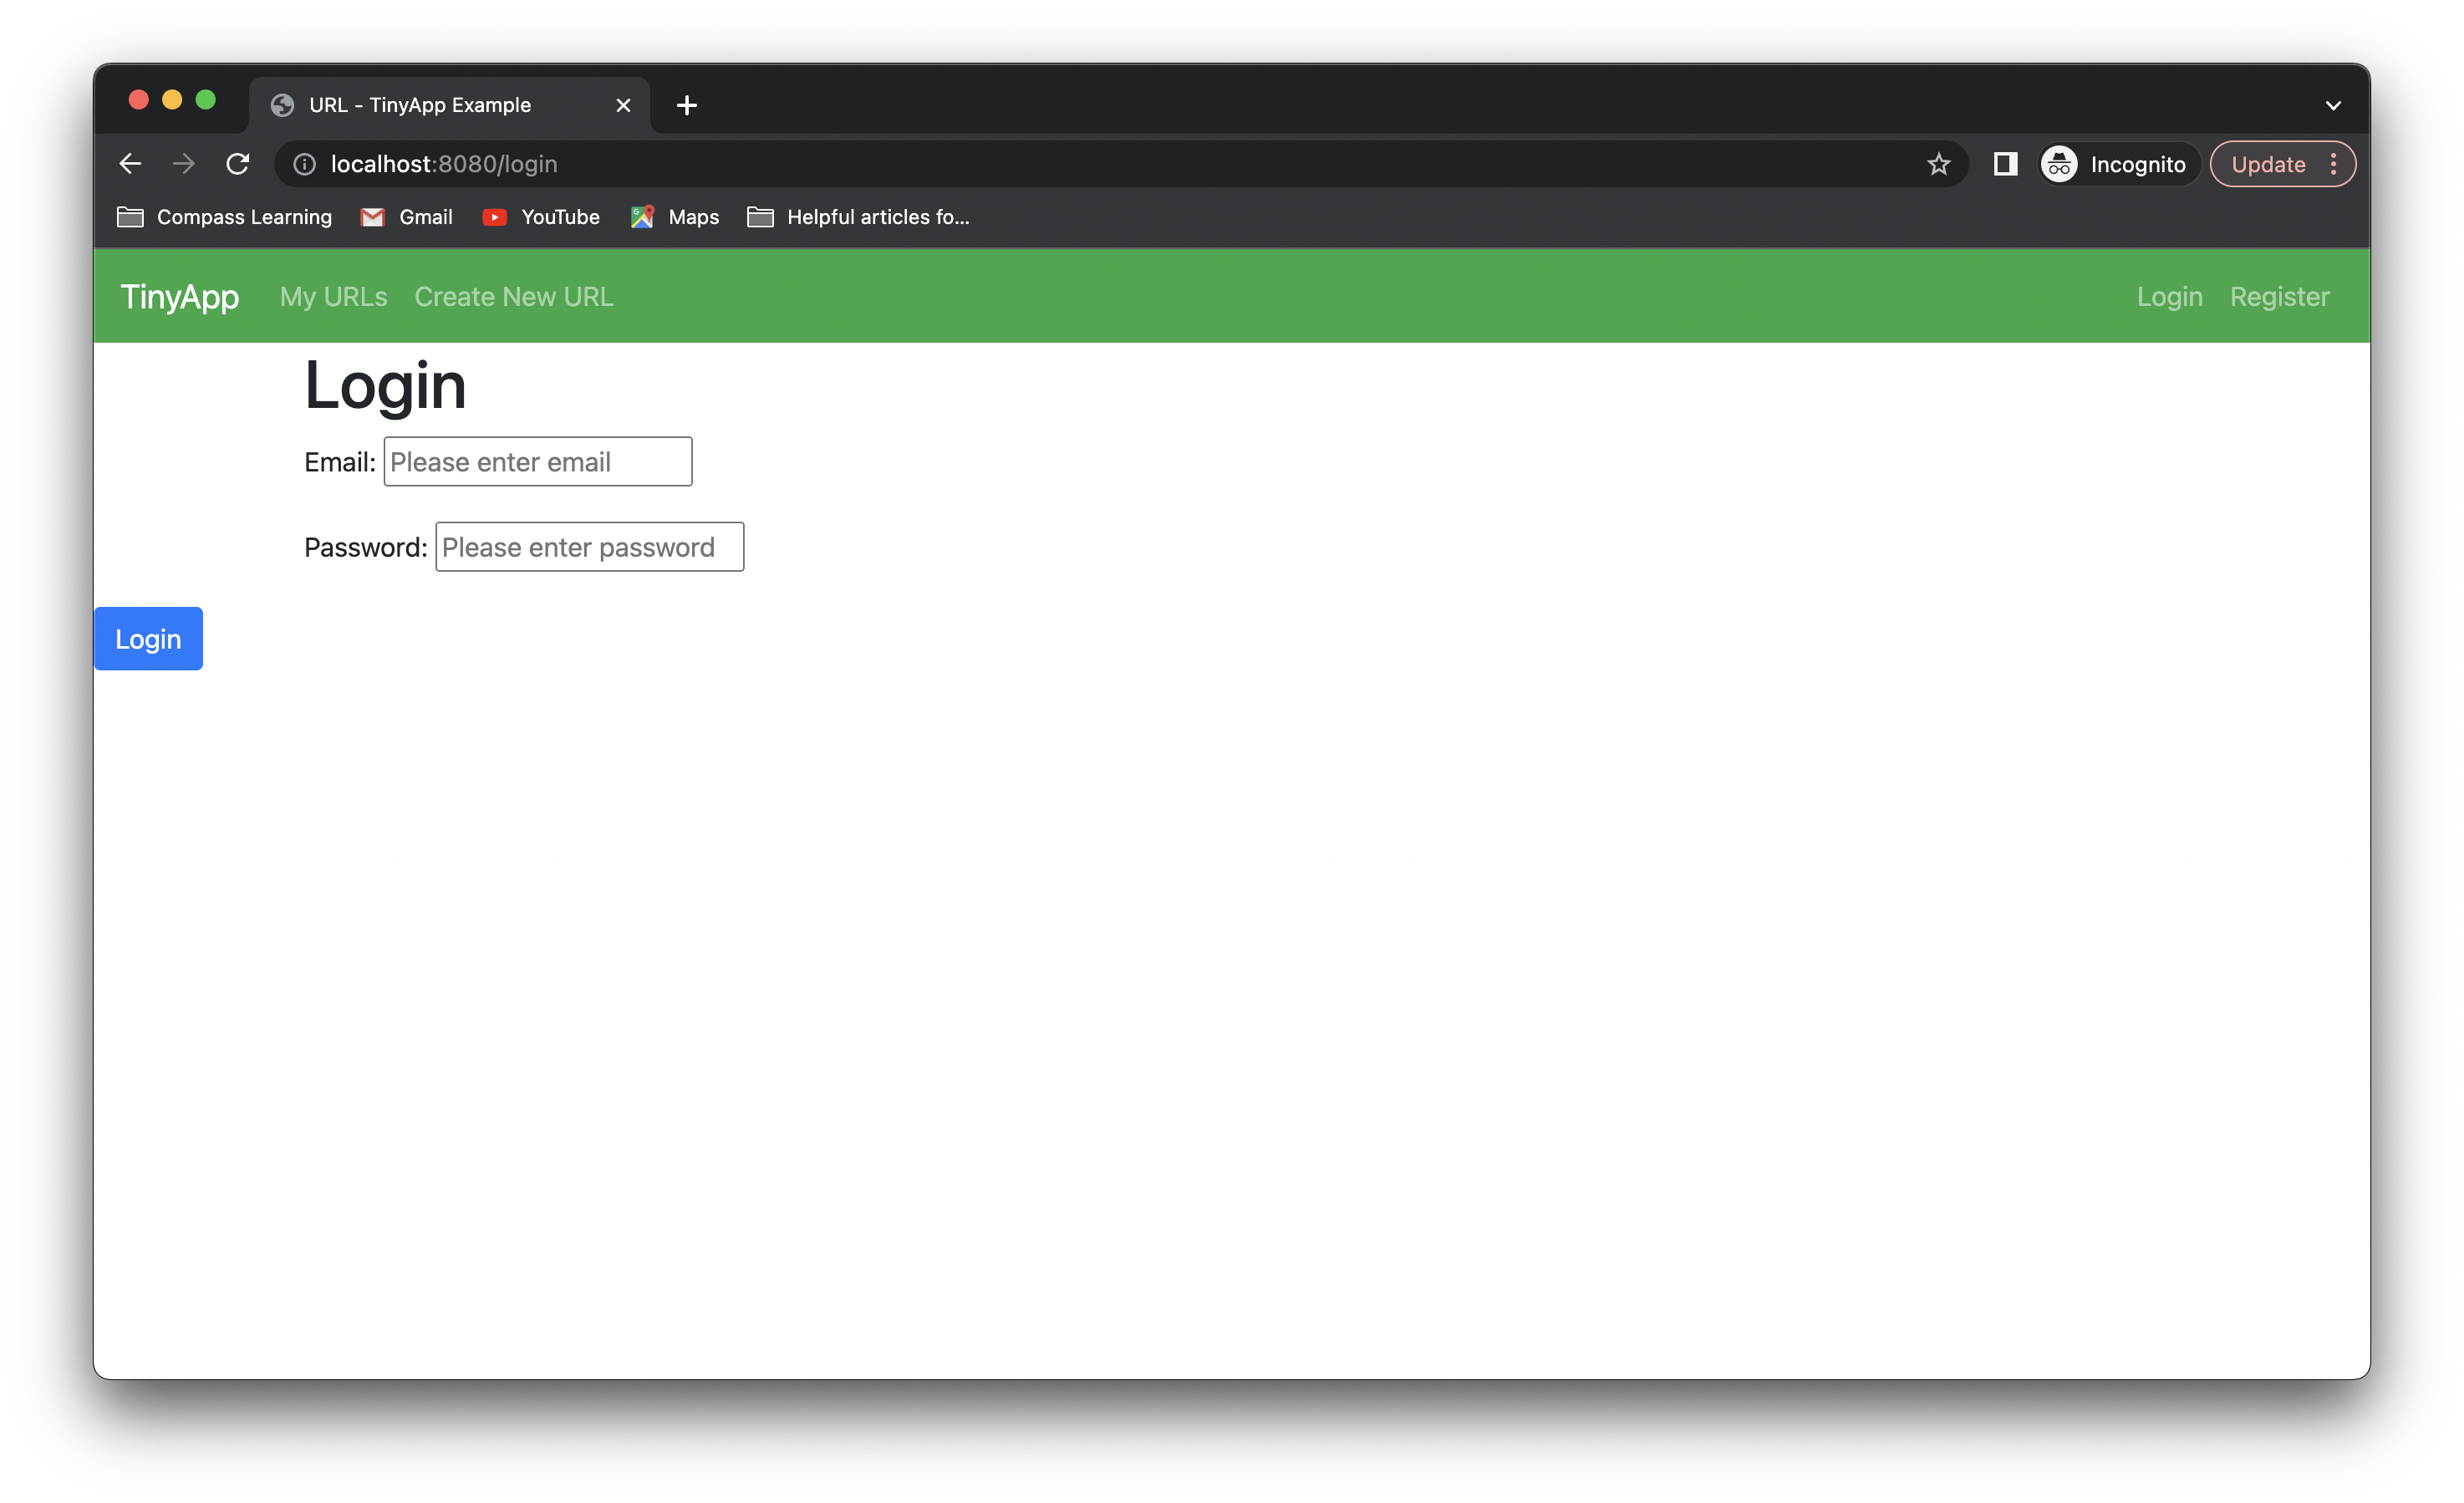 URL - TinyApp Example
localhost:8080/login
Incognito
Update
Compass Learning Gmail YouTube Maps Helpful articles fo...
TinyApp My URLs Create New URL Login Register
Login
Email: Please enter email
Password: Please enter password
Login